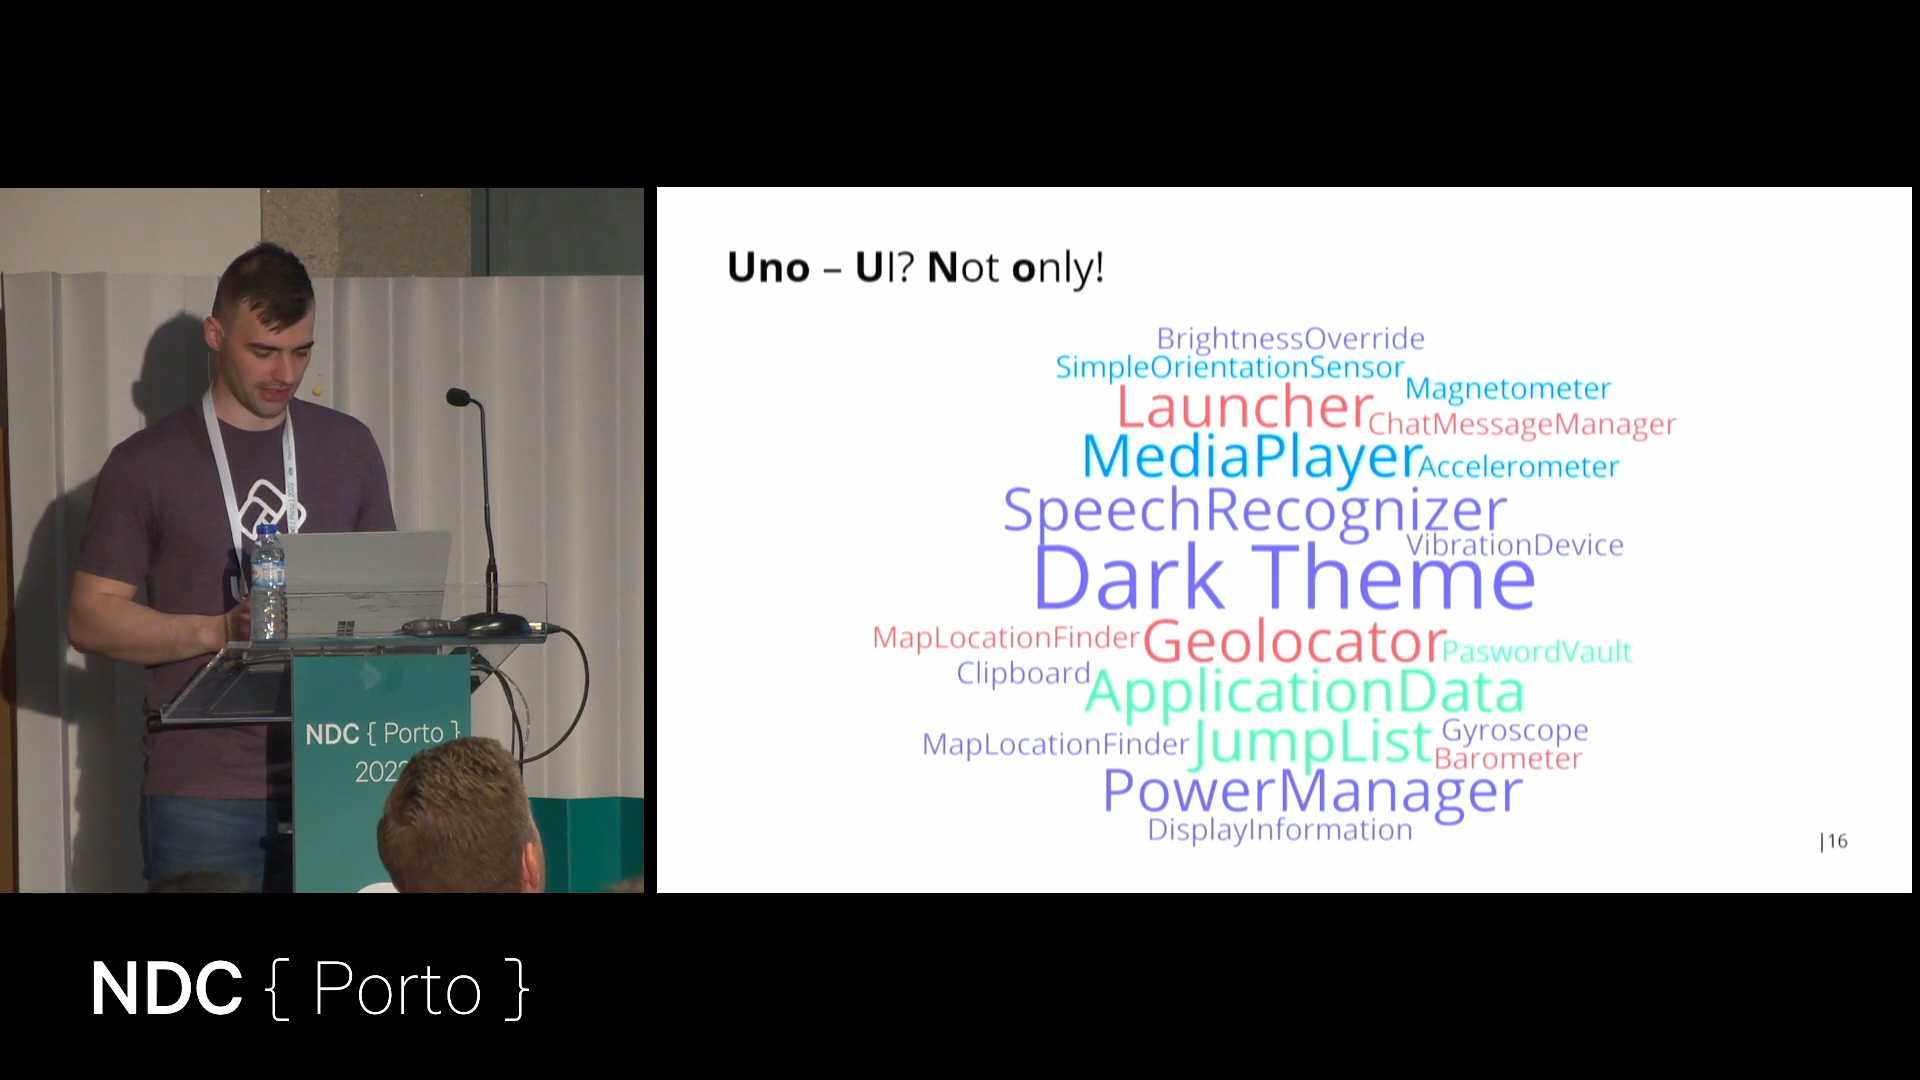 Uno – UI? Not only!
BrightnessOverride
SimpleOrientationSensor
Magnetometer
Launcher
ChatMessageManager
MediaPlayer
Accelerometer
SpeechRecognizer
VibrationDevice
Dark Theme
MapLocationFinder
Geolocator
PaswordVault
Clipboard
ApplicationData
MapLocationFinder
JumpList
Gyroscope
Barometer
PowerManager
DisplayInformation
|16
NDC { Porto }
202
NDC { Porto }